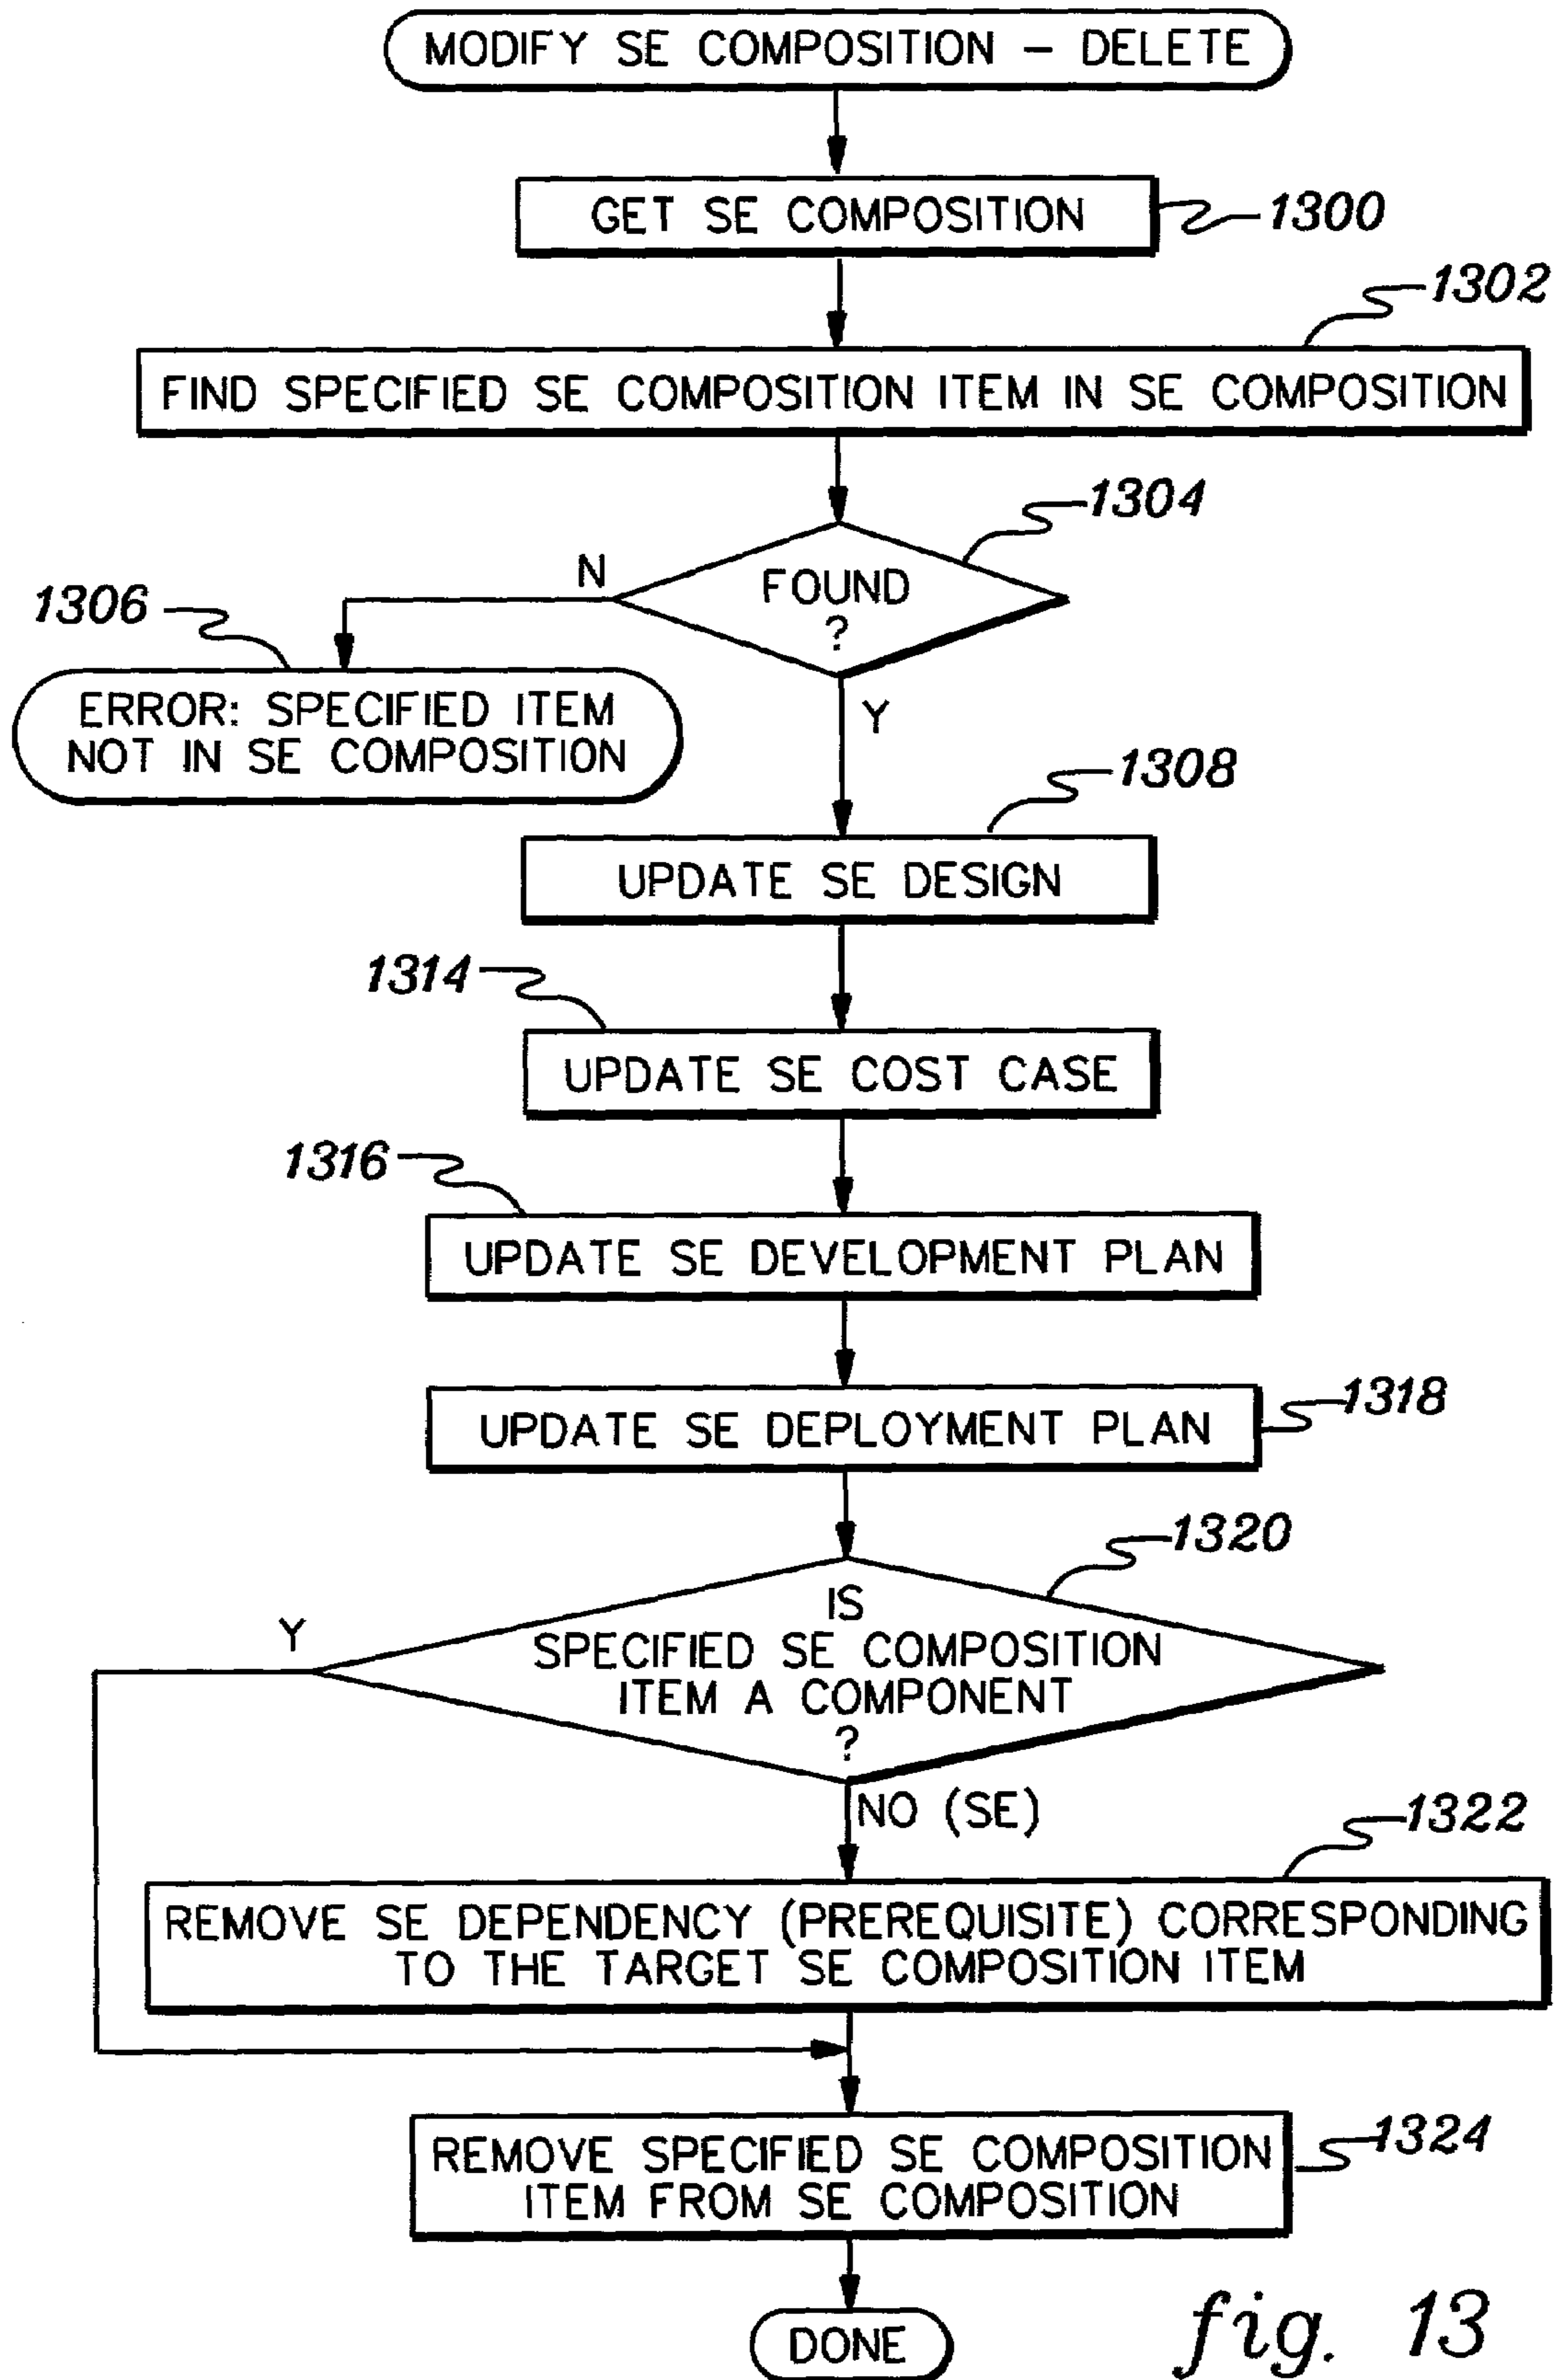 MODIFY SE COMPOSITION - DELETE
GET SE COMPOSITION
1300
1302
FIND SPECIFIED SE COMPOSITION ITEM IN SE COMPOSITION
1304
FOUND
?
N
1306
ERROR: SPECIFIED ITEM
NOT IN SE COMPOSITION
Y
1308
UPDATE SE DESIGN
1314
UPDATE SE COST CASE
1316
UPDATE SE DEVELOPMENT PLAN
UPDATE SE DEPLOYMENT PLAN
1318
1320
IS
SPECIFIED SE COMPOSITION
ITEM A COMPONENT
?
Y
NO (SE)
1322
REMOVE SE DEPENDENCY (PREREQUISITE) CORRESPONDING
TO THE TARGET SE COMPOSITION ITEM
REMOVE SPECIFIED SE COMPOSITION
ITEM FROM SE COMPOSITION
1324
DONE
fig. 13